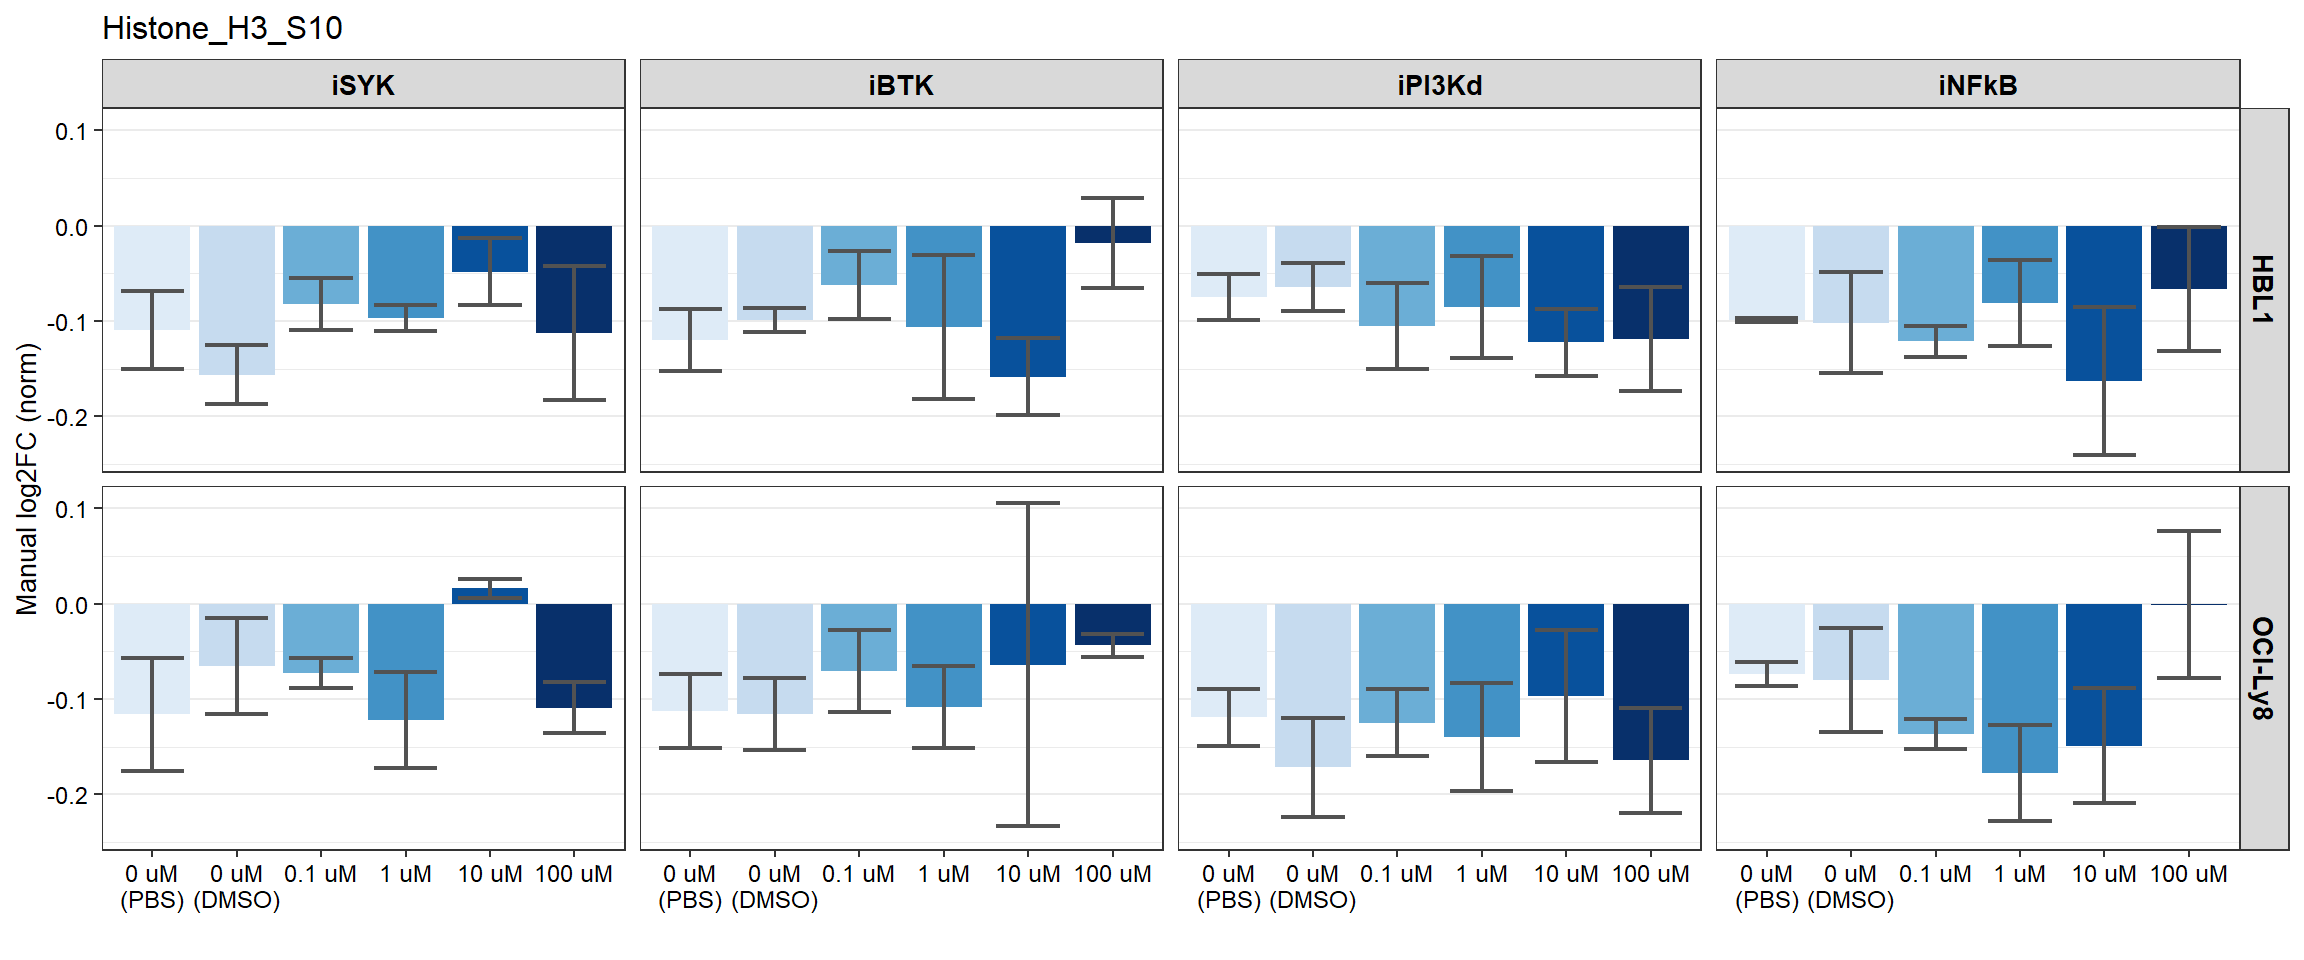 Histone_H3_S10
iSYK
iBTK
iPI3Kd
iNFkB
Manual log2FC (norm)
0.1
0.0
-0.1
-0.2
HBL1
0.1
0.0
-0.1
-0.2
OCI-Ly8
0 uM 0 uM 0.1 uM 1 uM 10 uM 100 uM
(PBS) (DMSO)
0 uM 0 uM 0.1 uM 1 uM 10 uM 100 uM
(PBS) (DMSO)
0 uM 0 uM 0.1 uM 1 uM 10 uM 100 uM
(PBS) (DMSO)
0 uM 0 uM 0.1 uM 1 uM 10 uM 100 uM
(PBS) (DMSO)